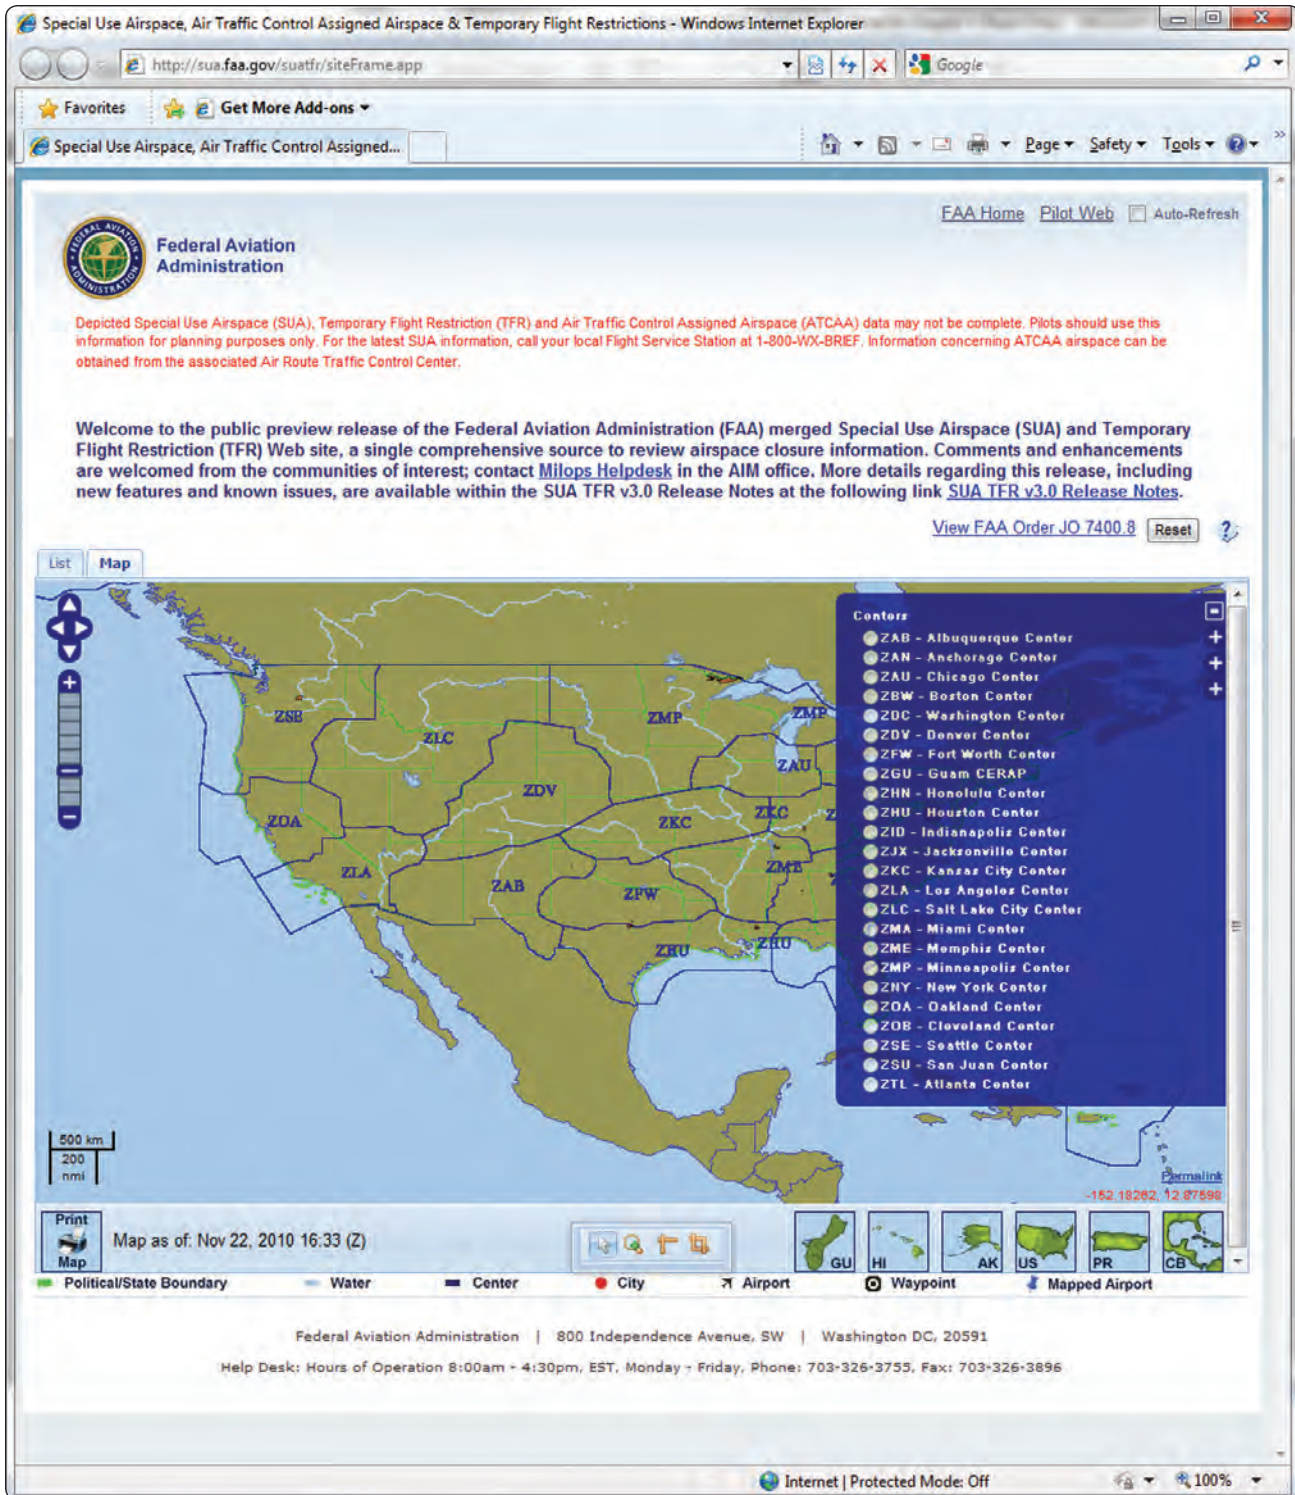 Special Use Airspace, Air Traffic Control Assigned Airspace & Temporary Flight Restrictions - Windows Internet Explorer
http://sua.faa.gov/suatfr/siteFrame.app
Google
Favorites
Get More Add-ons
Special Use Airspace, Air Traffic Control Assigned...
Page
Safety
Tools
FAA Home Pilot Web Auto-Refresh
FEDERAL AVIATION ADMINISTRATION
Federal Aviation
Administration
Depicted Special Use Airspace (SUA), Temporary Flight Restriction (TFR) and Air Traffic Control Assigned Airspace (ATCAA) data may not be complete. Pilots should use this
information for planning purposes only. For the latest SUA information, call your local Flight Service Station at 1-800-WX-BRIEF. Information concerning ATCAA airspace can be
obtained from the associated Air Route Traffic Control Center.
Welcome to the public preview release of the Federal Aviation Administration (FAA) merged Special Use Airspace (SUA) and Temporary
Flight Restriction (TFR) Web site, a single comprehensive source to review airspace closure information. Comments and enhancements
are welcomed from the communities of interest; contact Milops Helpdesk in the AIM office. More details regarding this release, including
new features and known issues, are available within the SUA TFR v3.0 Release Notes at the following link SUA TFR v3.0 Release Notes.
View FAA Order JO 7400.8 Reset ?
List Map
Centers
ZAB - Albuquerque Center
ZAN - Anchorage Center
ZAU - Chicago Center
ZBW - Boston Center
ZDC - Washington Center
ZDV - Denver Center
ZFW - Fort Worth Center
ZGU - Guam CERAP
ZHN - Honolulu Center
ZHU - Houston Center
ZID - Indianapolis Center
ZJX - Jacksonville Center
ZKC - Kansas City Center
ZLA - Los Angeles Center
ZLC - Salt Lake City Center
ZMA - Miami Center
ZME - Memphis Center
ZMP - Minneapolis Center
ZNY - New York Center
ZOA - Oakland Center
ZOB - Cleveland Center
ZSE - Seattle Center
ZSU - San Juan Center
ZTL - Atlanta Center
ZSE
ZMP
ZMP
ZLC
ZAU
ZDV
ZOA
ZKC
ZKC
ZLA
ZAB
ZFW
ZME
ZHU
ZHU
500 km
200
nmi
Permalink
Print
Map
Map as of: Nov 22, 2010 16:33 (Z)
GU HI AK US PR CB
Political/State Boundary Water Center City Airport Waypoint Mapped Airport
Federal Aviation Administration | 800 Independence Avenue, SW | Washington DC, 20591
Help Desk: Hours of Operation 8:00am - 4:30pm, EST, Monday - Friday, Phone: 703-326-3755, Fax: 703-326-3896
Internet | Protected Mode: Off
100%